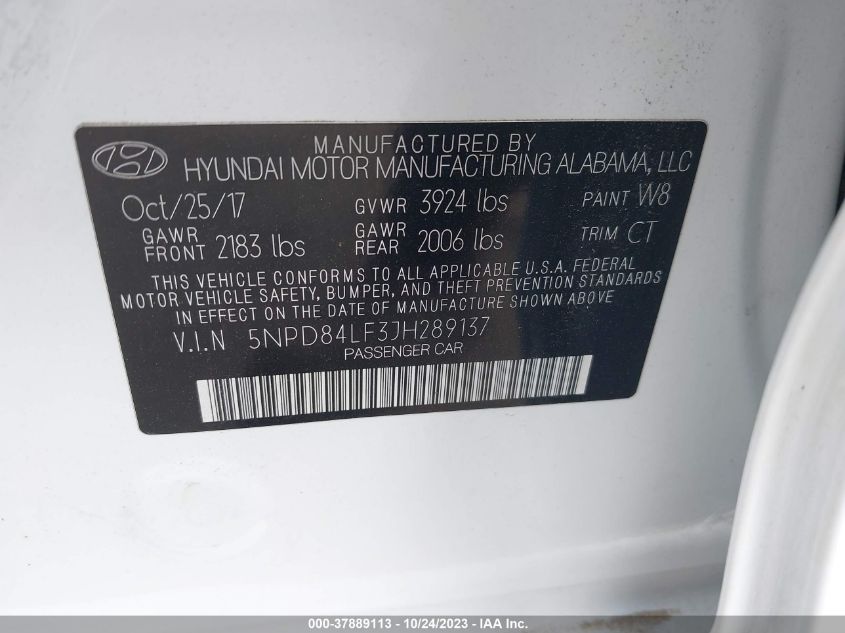 MANUFACTURED BY
HYUNDAI MOTOR MANUFACTURING ALABAMA, LLC
Oct/25/17 GVWR 3924 lbs PAINT W8
GAWR FRONT 2183 lbs GAWR REAR 2006 lbs TRIM CT
THIS VEHICLE CONFORMS TO ALL APPLICABLE U.S.A. FEDERAL
MOTOR VEHICLE SAFETY, BUMPER, AND THEFT PREVENTION STANDARDS
IN EFFECT ON THE DATE OF MANUFACTURE SHOWN ABOVE
V.I.N 5NPD84LF3JH289137
PASSENGER CAR
000-37889113 - 10/24/2023 - IAA Inc.